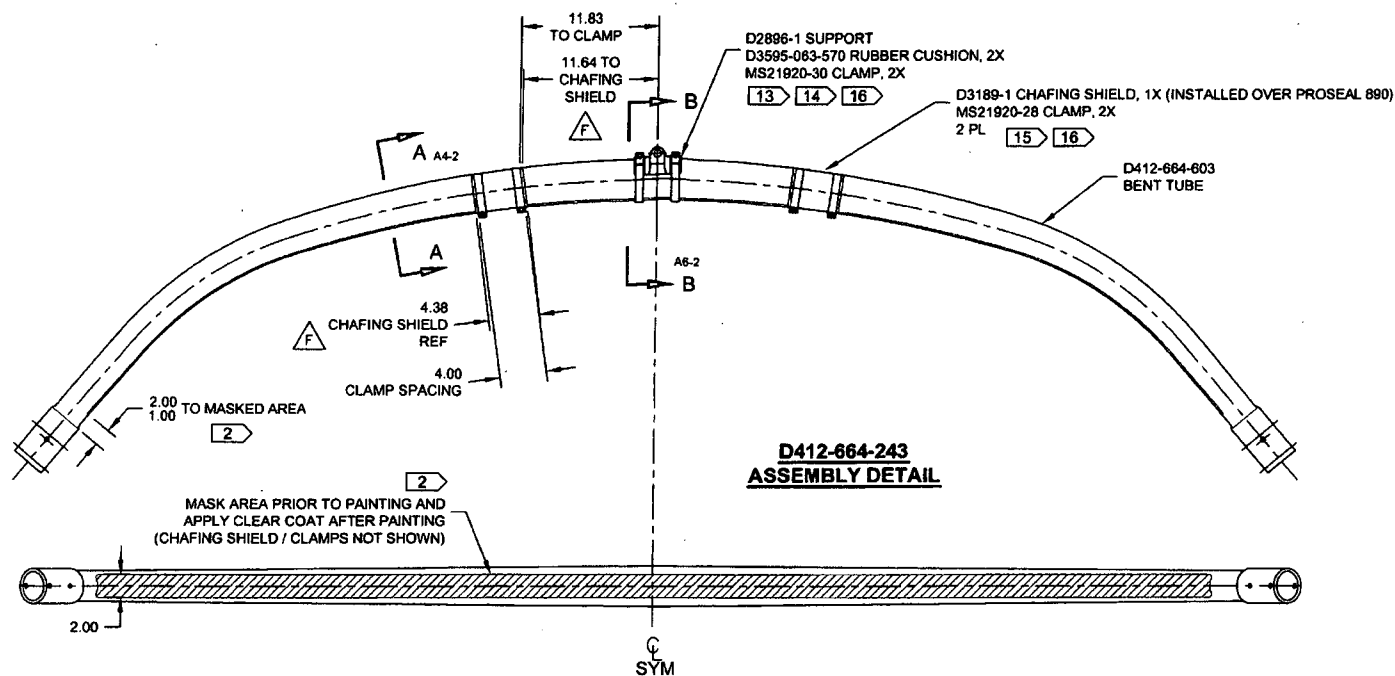 11.83
TO CLAMP
11.64 TO
CHAFING
SHIELD
F
B
D2896-1 SUPPORT
D3595-063-570 RUBBER CUSHION, 2X
MS21920-30 CLAMP, 2X
13 14 16
D3189-1 CHAFING SHIELD, 1X (INSTALLED OVER PROSEAL 890)
MS21920-28 CLAMP, 2X
2 PL 15 16
A A4-2
D412-664-603
BENT TUBE
A
A6-2
B
4.38
CHAFING SHIELD
REF
F
4.00
CLAMP SPACING
2.00
1.00
TO MASKED AREA
2
D412-664-243
ASSEMBLY DETAIL
2
MASK AREA PRIOR TO PAINTING AND
APPLY CLEAR COAT AFTER PAINTING
(CHAFING SHIELD / CLAMPS NOT SHOWN)
2.00
CL
SYM